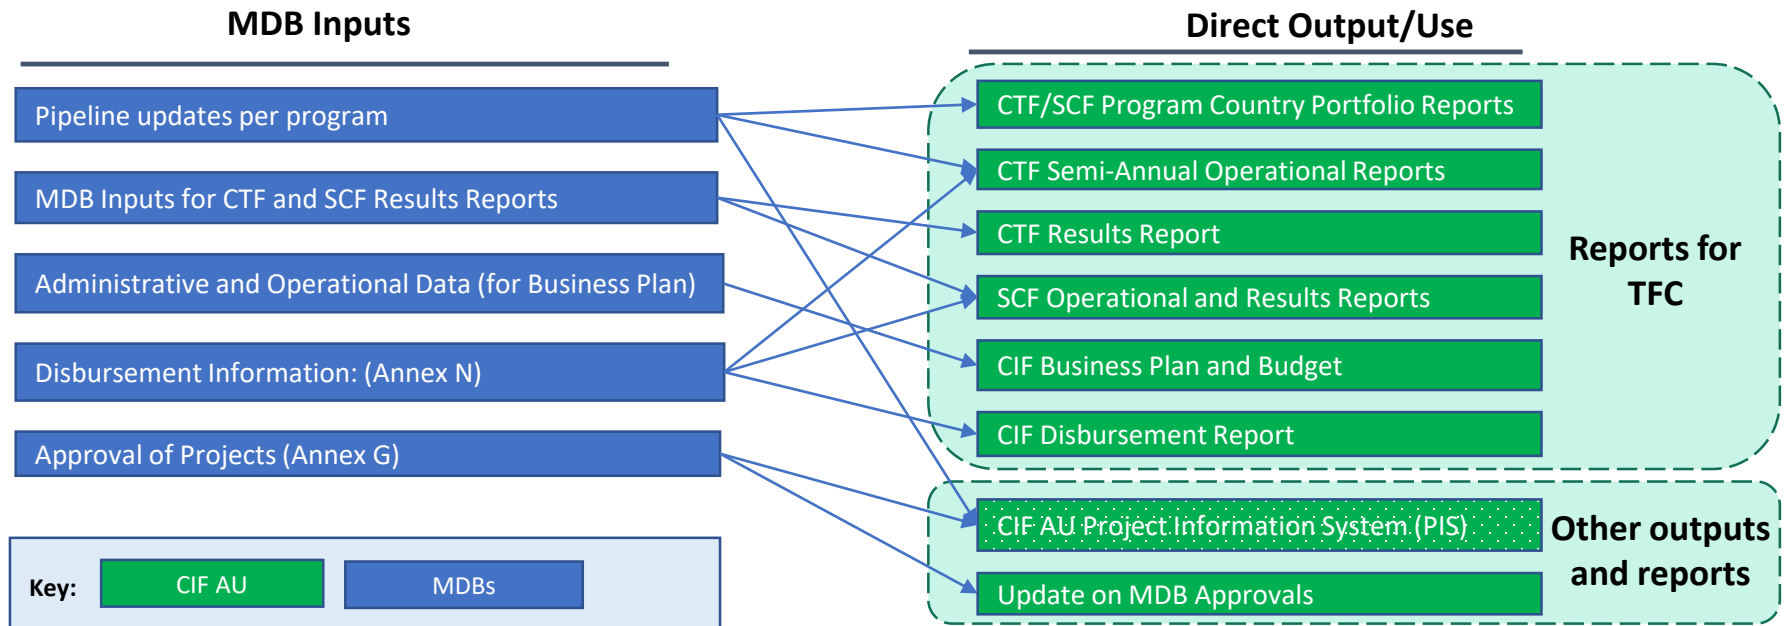 MDB Inputs
Direct Output/Use
Pipeline updates per program
MDB Inputs for CTF and SCF Results Reports
Administrative and Operational Data (for Business Plan)
Disbursement Information: (Annex N)
Approval of Projects (Annex G)
CTF/SCF Program Country Portfolio Reports
CTF Semi-Annual Operational Reports
CTF Results Report
SCF Operational and Results Reports
CIF Business Plan and Budget
CIF Disbursement Report
Reports for
TFC
CIF AU Project Information System (PIS)
Update on MDB Approvals
Other outputs
and reports
Key:
CIF AU
MDBs